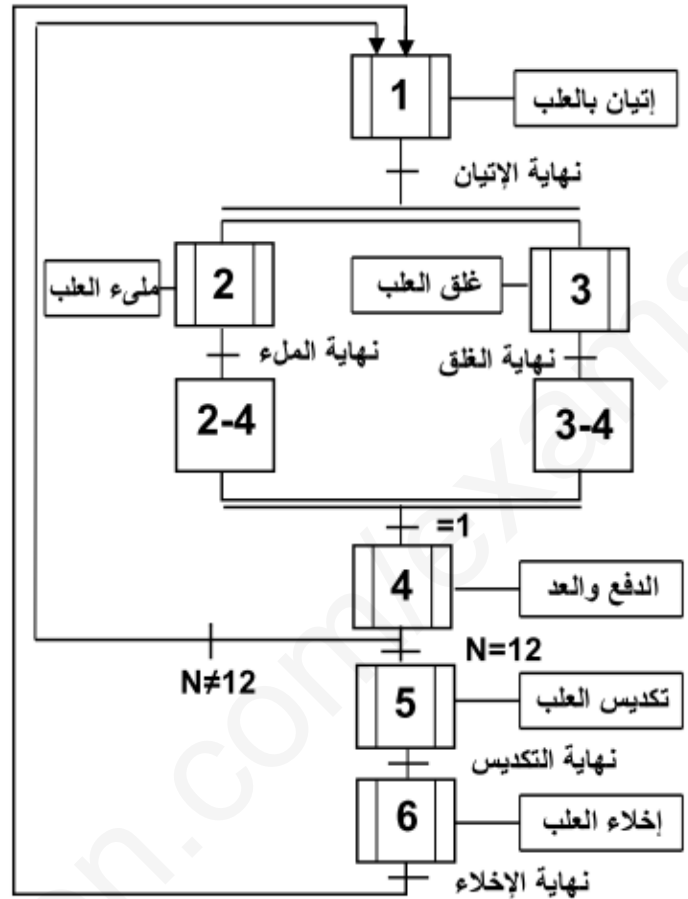 1
إتيان بالعلب
نهاية الإتيان
ملىء العلب
2
غلق العلب
3
نهاية الملء
نهاية الغلق
2-4
3-4
=1
4
الدفع والعد
N≠12
N=12
5
تكديس العلب
نهاية التكديس
6
إخلاء العلب
نهاية الإخلاء